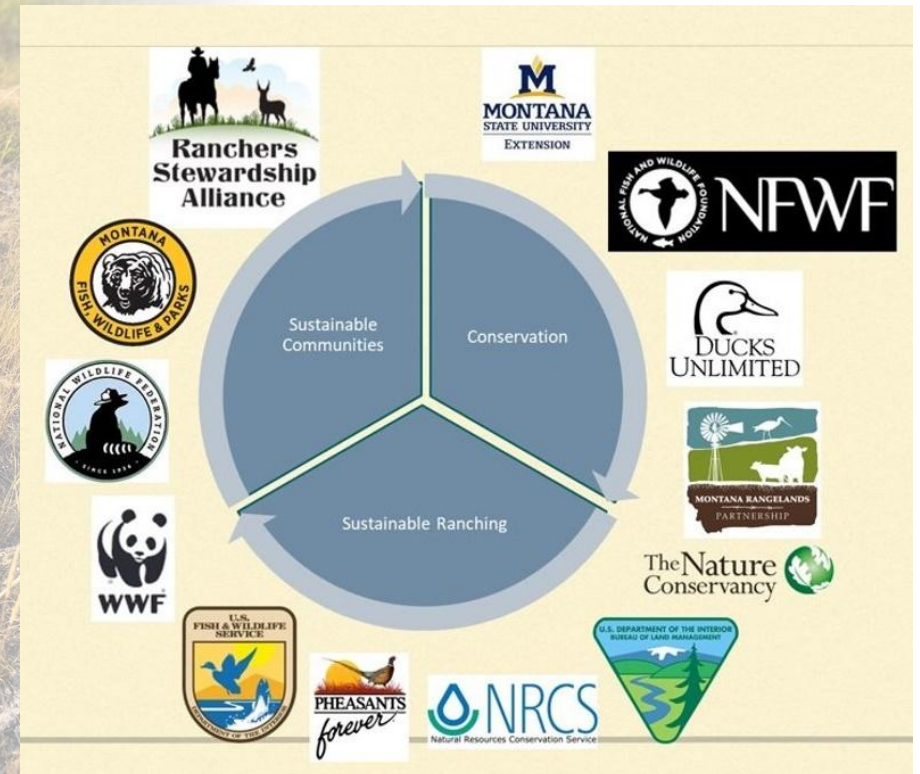 Ranchers
Stewardship
Alliance
M
MONTANA
STATE UNIVERSITY
EXTENSION
NATIONAL FISH AND WILDLIFE FOUNDATION
NFWF
MONTANA
FISH, WILDLIFE & PARKS
Sustainable
Communities
Conservation
DUCKS
UNLIMITED
NATIONAL WILDLIFE FEDERATION
SINCE 1936
MONTANA RANGELANDS
PARTNERSHIP
Sustainable Ranching
WWF
The Nature
Conservancy
U.S.
FISH & WILDLIFE
SERVICE
DEPARTMENT OF THE INTERIOR
PHEASANTS
forever
NRCS
Natural Resources Conservation Service
U.S. DEPARTMENT OF THE INTERIOR
BUREAU OF LAND MANAGEMENT